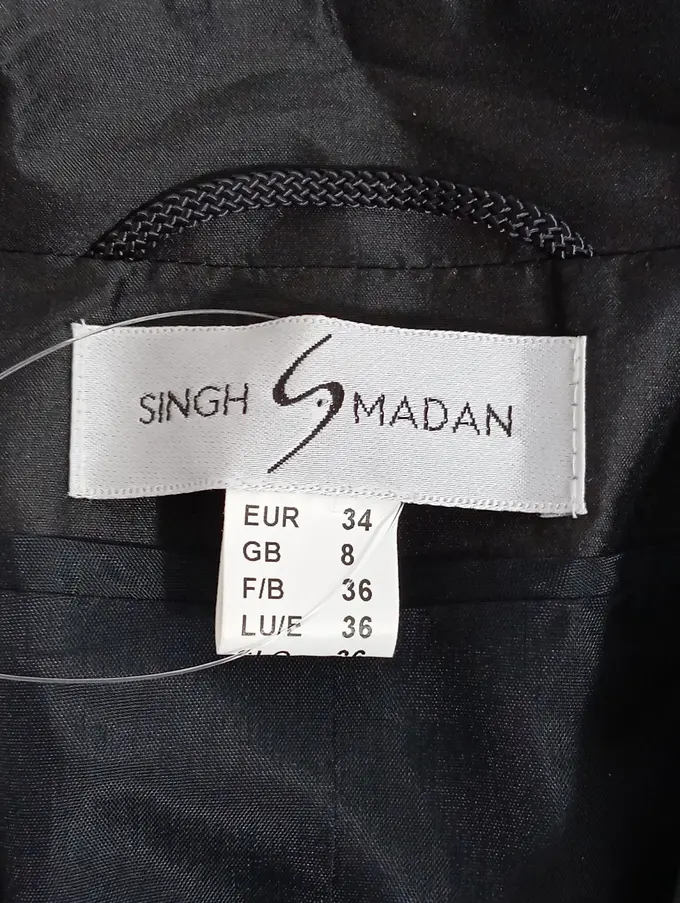 SINGH MADAN
EUR 34
GB 8
F/B 36
LU/E 36